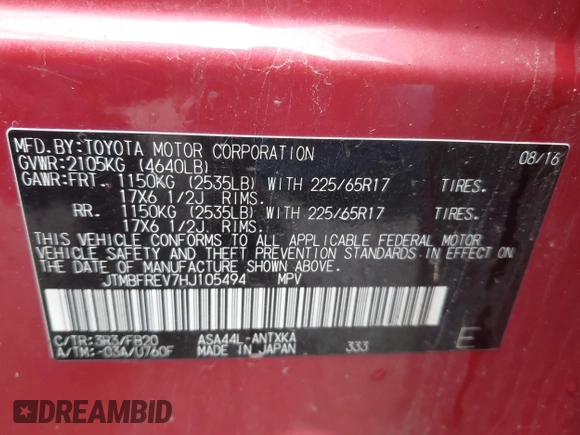 MFD.BY:TOYOTA MOTOR CORPORATION 08/16
GVWR:2105KG (4640LB)
GAWR:FRT. 1150KG (2535LB) WITH 225/65R17 TIRES.
17X6 1/2J RIMS.
RR. 1150KG (2535LB) WITH 225/65R17 TIRES.
17X6 1/2J RIMS.
THIS VEHICLE CONFORMS TO ALL APPLICABLE FEDERAL MOTOR
VEHICLE SAFETY AND THEFT PREVENTION STANDARDS IN EFFECT ON
THE DATE OF MANUFACTURE SHOWN ABOVE.
JTMBFREV7HJ105494 MPV
C/TR:3R3/FB20 ASA44L-ANTXKA
A/TM:-03A/U760F MADE IN JAPAN 333 E
DREAMBID